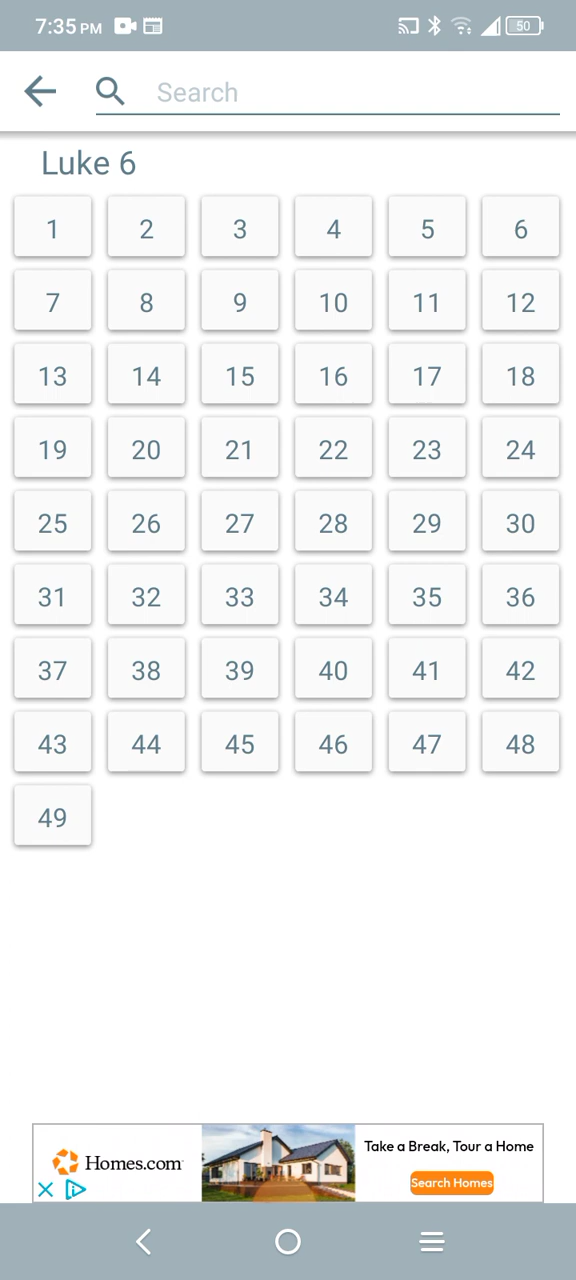 7:35 PM 50
Search
Luke 6
1 2 3 4 5 6
7 8 9 10 11 12
13 14 15 16 17 18
19 20 21 22 23 24
25 26 27 28 29 30
31 32 33 34 35 36
37 38 39 40 41 42
43 44 45 46 47 48
49
Take a Break, Tour a Home
Homes.com
Search Homes